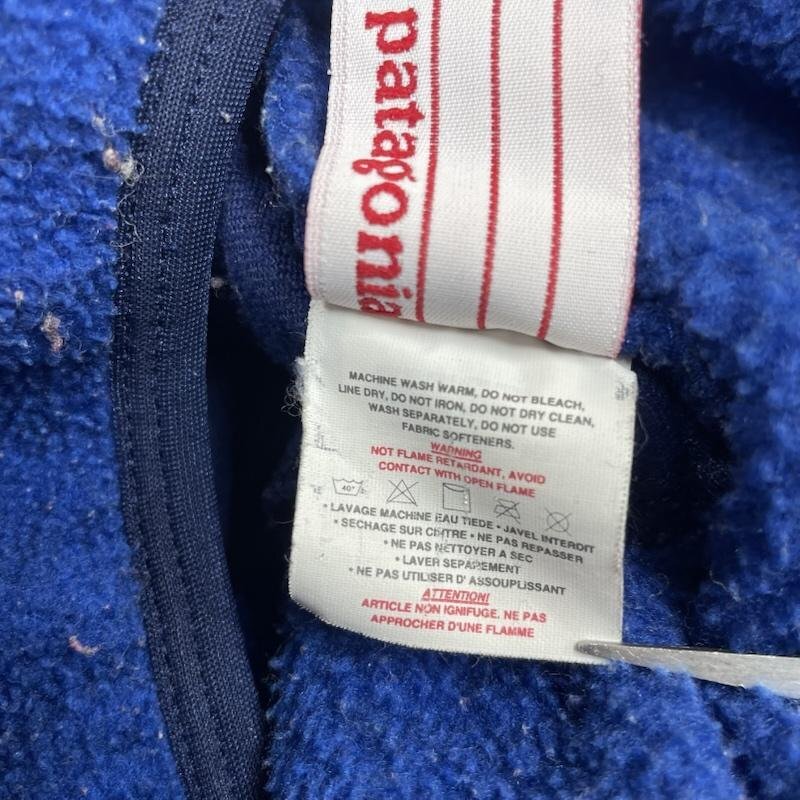 patagonia
MACHINE WASH WARM, DO NOT BLEACH,
LINE DRY, DO NOT IRON, DO NOT DRY CLEAN,
WASH SEPARATELY, DO NOT USE
FABRIC SOFTENERS.
WARNING
NOT FLAME RETARDANT, AVOID
CONTACT WITH OPEN FLAME
40°
• LAVAGE MACHINE EAU TIEDE • JAVEL INTERDIT
• SECHAGE SUR CINTRE • NE PAS REPASSER
• NE PAS NETTOYER A SEC
• LAVER SEPAREMENT
• NE PAS UTILISER D'ASSOUPLISSANT
ATTENTION!
ARTICLE NON IGNIFUGE. NE PAS
APPROCHER D'UNE FLAMME